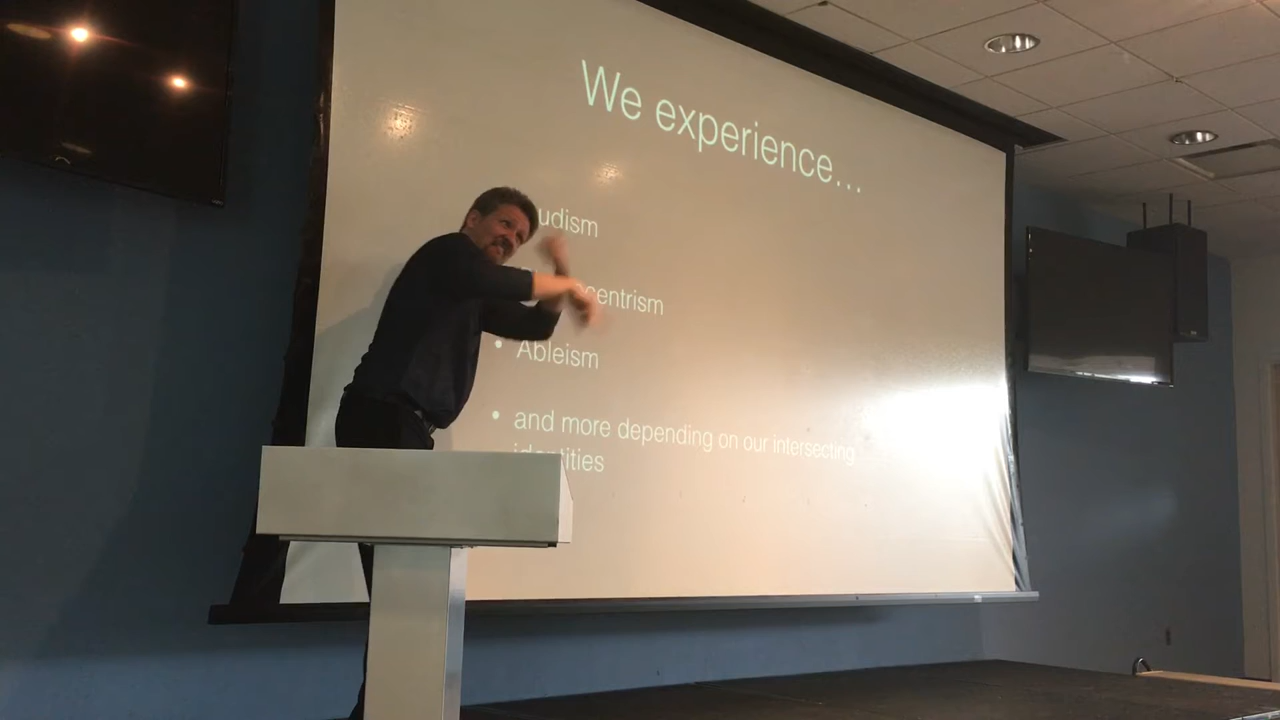 We experience...
udism
centrism
• Ableism
• and more depending on our intersecting
identities